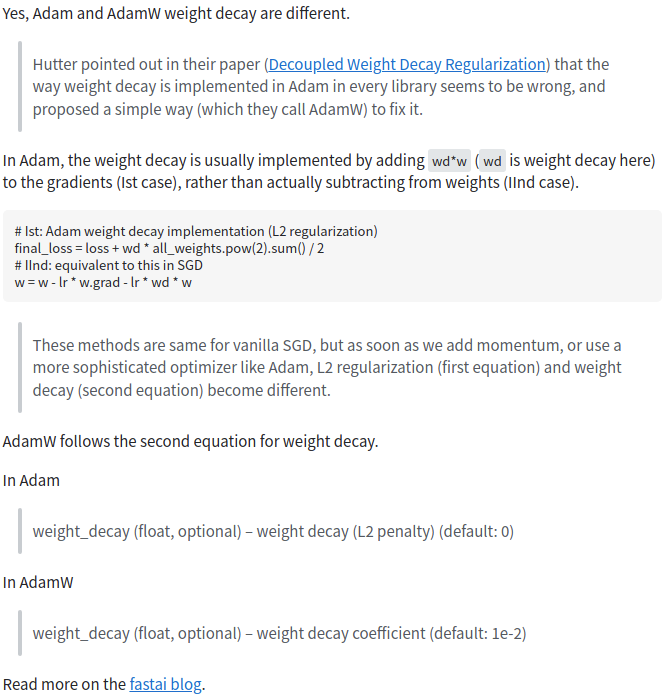 Yes, Adam and AdamW weight decay are different.
Hutter pointed out in their paper (Decoupled Weight Decay Regularization) that the
way weight decay is implemented in Adam in every library seems to be wrong, and
proposed a simple way (which they call AdamW) to fix it.
In Adam, the weight decay is usually implemented by adding wd*w (wd is weight decay here)
to the gradients (Ist case), rather than actually subtracting from weights (IInd case).
# Ist: Adam weight decay implementation (L2 regularization)
final_loss = loss + wd * all_weights.pow(2).sum() / 2
# IInd: equivalent to this in SGD
w = w - lr * w.grad - lr * wd * w
These methods are same for vanilla SGD, but as soon as we add momentum, or use a
more sophisticated optimizer like Adam, L2 regularization (first equation) and weight
decay (second equation) become different.
AdamW follows the second equation for weight decay.
In Adam
weight_decay (float, optional) – weight decay (L2 penalty) (default: 0)
In AdamW
weight_decay (float, optional) – weight decay coefficient (default: 1e-2)
Read more on the fastai blog.